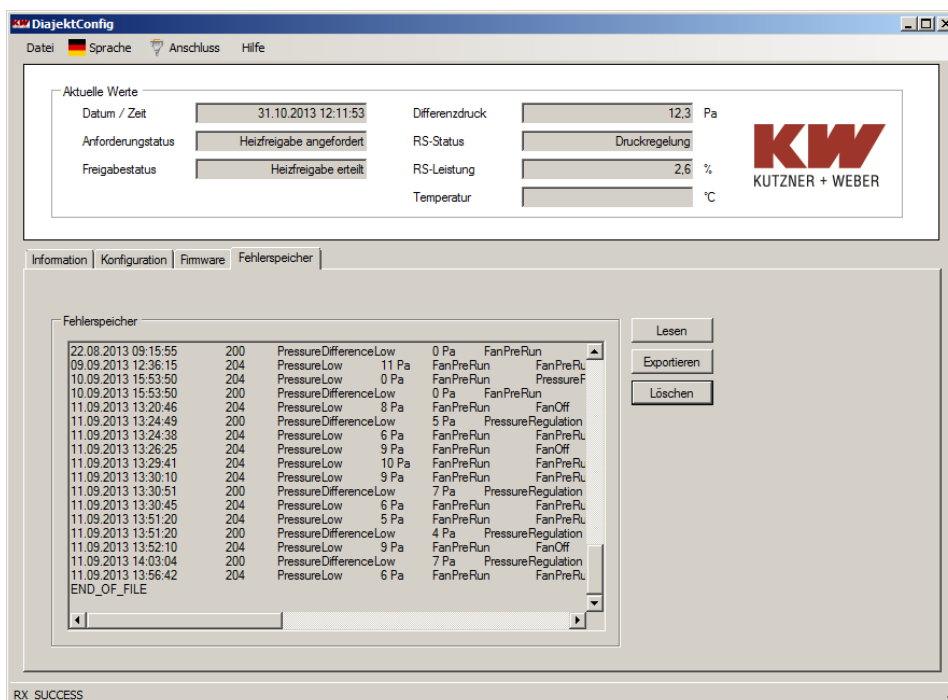 KW DiajektConfig
Datei Sprache Anschluss Hilfe
Aktuelle Werte
Datum / Zeit 31.10.2013 12:11:53 Differenzdruck 12,3 Pa
Anforderungstatus Heizfreigabe angefordert RS-Status Druckregelung
Freigabestatus Heizfreigabe erteilt RS-Leistung 2,6 %
Temperatur °C
KW
KUTZNER + WEBER
Information Konfiguration Firmware Fehlerspeicher
Fehlerspeicher
Lesen
Exportieren
Löschen
22.08.2013 09:15:55 200 PressureDifferenceLow 0 Pa FanPreRun
09.09.2013 12:36:15 204 PressureLow 11 Pa FanPreRun FanPreRu
10.09.2013 15:53:50 204 PressureLow 0 Pa FanPreRun PressureF
10.09.2013 15:53:50 200 PressureDifferenceLow 0 Pa FanPreRun
11.09.2013 13:20:46 204 PressureLow 8 Pa FanPreRun FanOff
11.09.2013 13:24:49 200 PressureDifferenceLow 5 Pa PressureRegulation
11.09.2013 13:24:38 204 PressureLow 6 Pa FanPreRun FanPreRu
11.09.2013 13:26:25 204 PressureLow 9 Pa FanPreRun FanOff
11.09.2013 13:29:41 204 PressureLow 10 Pa FanPreRun FanPreRu
11.09.2013 13:30:10 204 PressureLow 9 Pa FanPreRun FanPreRu
11.09.2013 13:30:51 200 PressureDifferenceLow 7 Pa PressureRegulation
11.09.2013 13:30:45 204 PressureLow 6 Pa FanPreRun FanPreRu
11.09.2013 13:51:20 204 PressureLow 5 Pa FanPreRun FanPreRu
11.09.2013 13:51:20 200 PressureDifferenceLow 4 Pa PressureRegulation
11.09.2013 13:52:10 204 PressureLow 9 Pa FanPreRun FanOff
11.09.2013 14:03:04 200 PressureDifferenceLow 7 Pa PressureRegulation
11.09.2013 13:56:42 204 PressureLow 6 Pa FanPreRun FanPreRu
END_OF_FILE
RX_SUCCESS